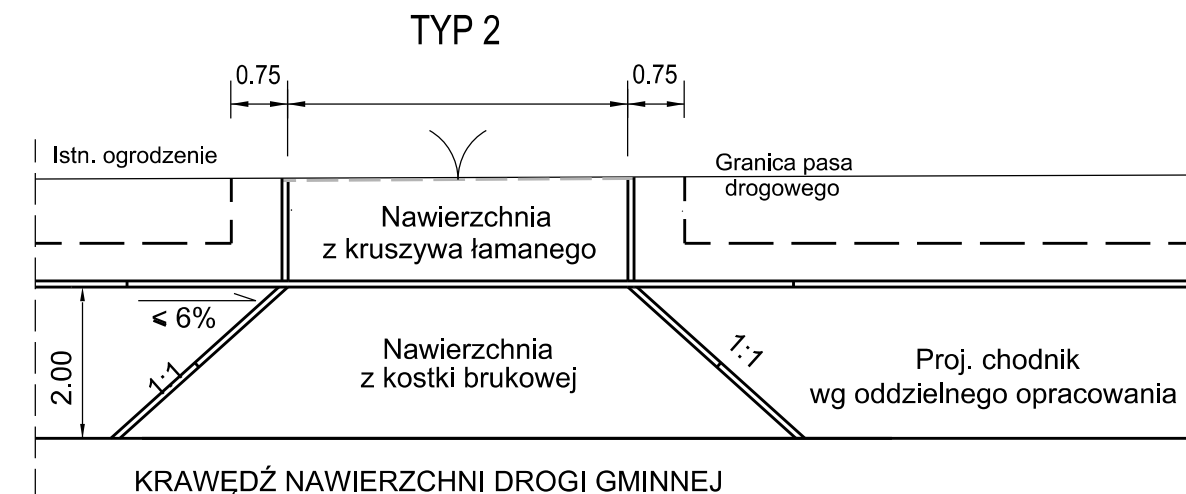 TYP 2
0.75
0.75
Istn. ogrodzenie
Granica pasa
drogowego
Nawierzchnia
z kruszywa łamanego
⩽ 6%
2.00
1:1
Nawierzchnia
z kostki brukowej
1:1
Proj. chodnik
wg oddzielnego opracowania
KRAWĘDŹ NAWIERZCHNI DROGI GMINNEJ